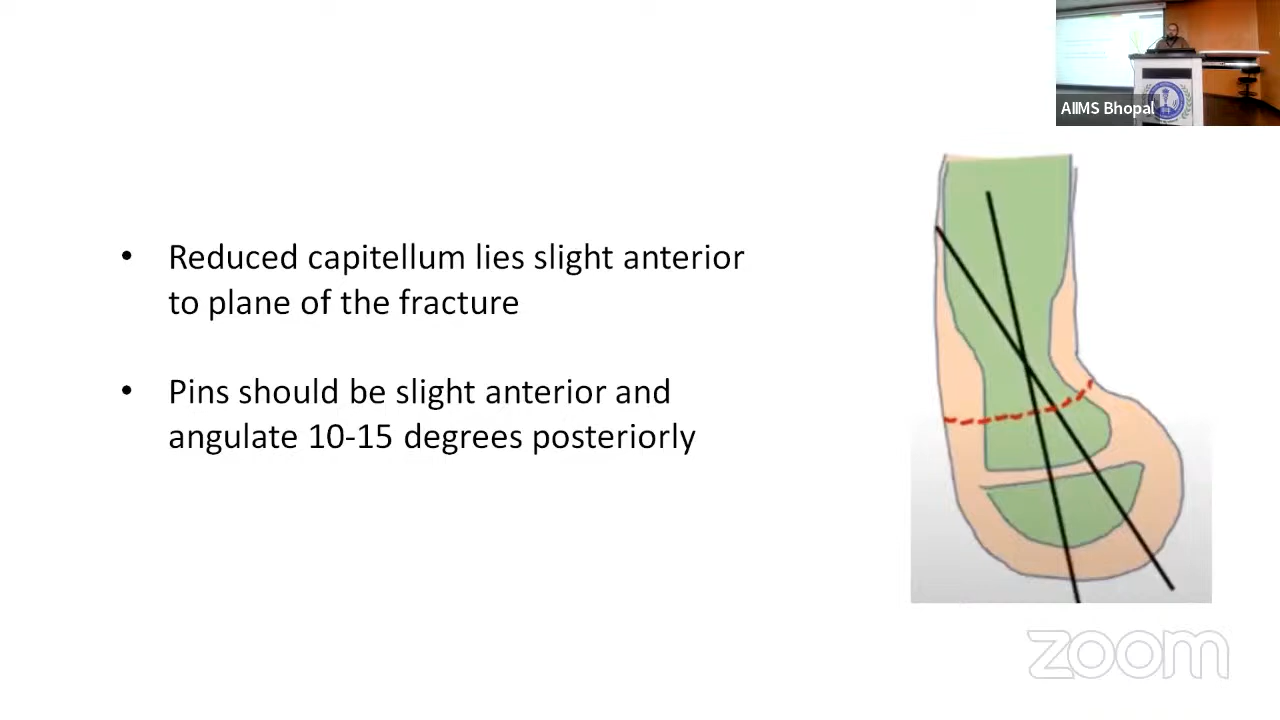 AIIMS Bhopal
• Reduced capitellum lies slight anterior
to plane of the fracture
• Pins should be slight anterior and
angulate 10-15 degrees posteriorly
zoom